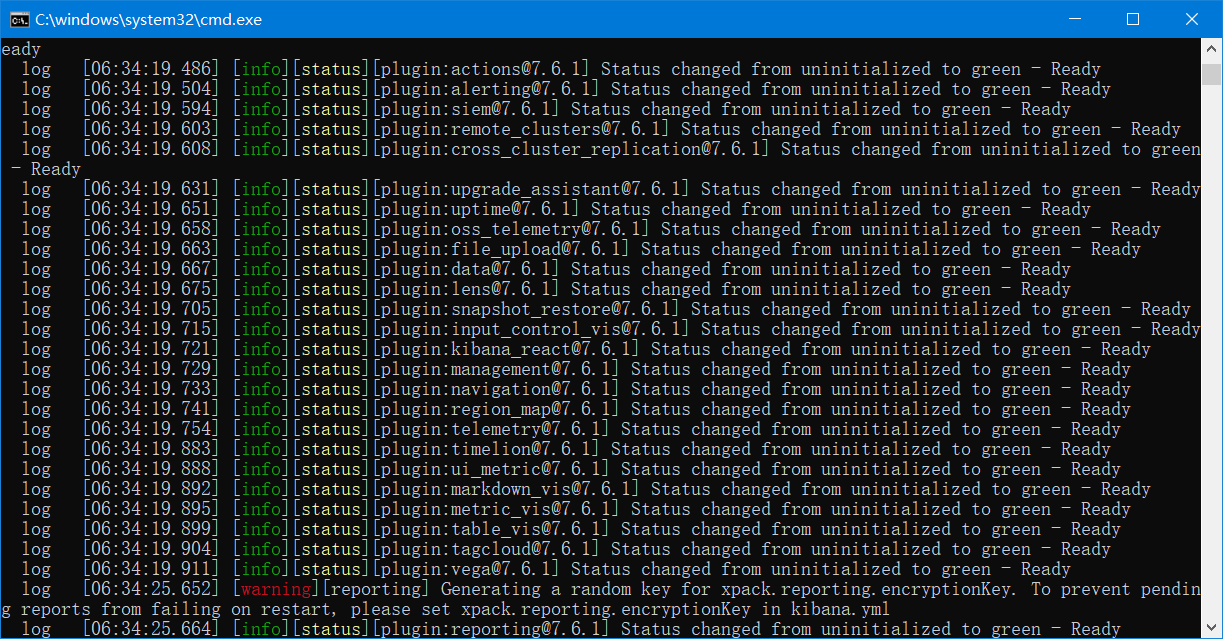 C:\windows\system32\cmd.exe
eady
log [06:34:19.486] [info][status][plugin:actions@7.6.1] Status changed from uninitialized to green - Ready
log [06:34:19.504] [info][status][plugin:alerting@7.6.1] Status changed from uninitialized to green - Ready
log [06:34:19.594] [info][status][plugin:siem@7.6.1] Status changed from uninitialized to green - Ready
log [06:34:19.603] [info][status][plugin:remote_clusters@7.6.1] Status changed from uninitialized to green - Ready
log [06:34:19.608] [info][status][plugin:cross_cluster_replication@7.6.1] Status changed from uninitialized to green
- Ready
log [06:34:19.631] [info][status][plugin:upgrade_assistant@7.6.1] Status changed from uninitialized to green - Ready
log [06:34:19.651] [info][status][plugin:uptime@7.6.1] Status changed from uninitialized to green - Ready
log [06:34:19.658] [info][status][plugin:oss_telemetry@7.6.1] Status changed from uninitialized to green - Ready
log [06:34:19.663] [info][status][plugin:file_upload@7.6.1] Status changed from uninitialized to green - Ready
log [06:34:19.667] [info][status][plugin:data@7.6.1] Status changed from uninitialized to green - Ready
log [06:34:19.675] [info][status][plugin:lens@7.6.1] Status changed from uninitialized to green - Ready
log [06:34:19.705] [info][status][plugin:snapshot_restore@7.6.1] Status changed from uninitialized to green - Ready
log [06:34:19.715] [info][status][plugin:input_control_vis@7.6.1] Status changed from uninitialized to green - Ready
log [06:34:19.721] [info][status][plugin:kibana_react@7.6.1] Status changed from uninitialized to green - Ready
log [06:34:19.729] [info][status][plugin:management@7.6.1] Status changed from uninitialized to green - Ready
log [06:34:19.733] [info][status][plugin:navigation@7.6.1] Status changed from uninitialized to green - Ready
log [06:34:19.741] [info][status][plugin:region_map@7.6.1] Status changed from uninitialized to green - Ready
log [06:34:19.754] [info][status][plugin:telemetry@7.6.1] Status changed from uninitialized to green - Ready
log [06:34:19.883] [info][status][plugin:timelion@7.6.1] Status changed from uninitialized to green - Ready
log [06:34:19.888] [info][status][plugin:ui_metric@7.6.1] Status changed from uninitialized to green - Ready
log [06:34:19.892] [info][status][plugin:markdown_vis@7.6.1] Status changed from uninitialized to green - Ready
log [06:34:19.895] [info][status][plugin:metric_vis@7.6.1] Status changed from uninitialized to green - Ready
log [06:34:19.899] [info][status][plugin:table_vis@7.6.1] Status changed from uninitialized to green - Ready
log [06:34:19.904] [info][status][plugin:tagcloud@7.6.1] Status changed from uninitialized to green - Ready
log [06:34:19.911] [info][status][plugin:vega@7.6.1] Status changed from uninitialized to green - Ready
log [06:34:25.652] [warning][reporting] Generating a random key for xpack.reporting.encryptionKey. To prevent pendin
g reports from failing on restart, please set xpack.reporting.encryptionKey in kibana.yml
log [06:34:25.664] [info][status][plugin:reporting@7.6.1] Status changed from uninitialized to green - Ready